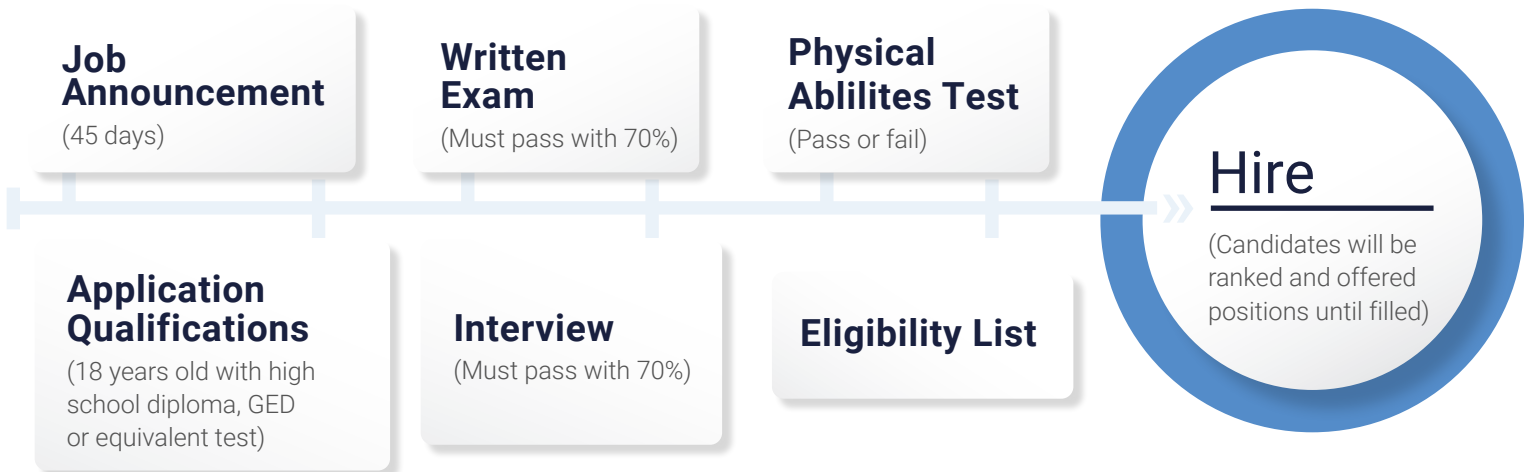 Job
Announcement
(45 days)
Application
Qualifications
(18 years old with high
school diploma, GED
or equivalent test)
Written
Exam
(Must pass with 70%)
Interview
(Must pass with 70%)
Physical
Ablilites Test
(Pass or fail)
Eligibility List
Hire
(Candidates will be
ranked and offered
positions until filled)